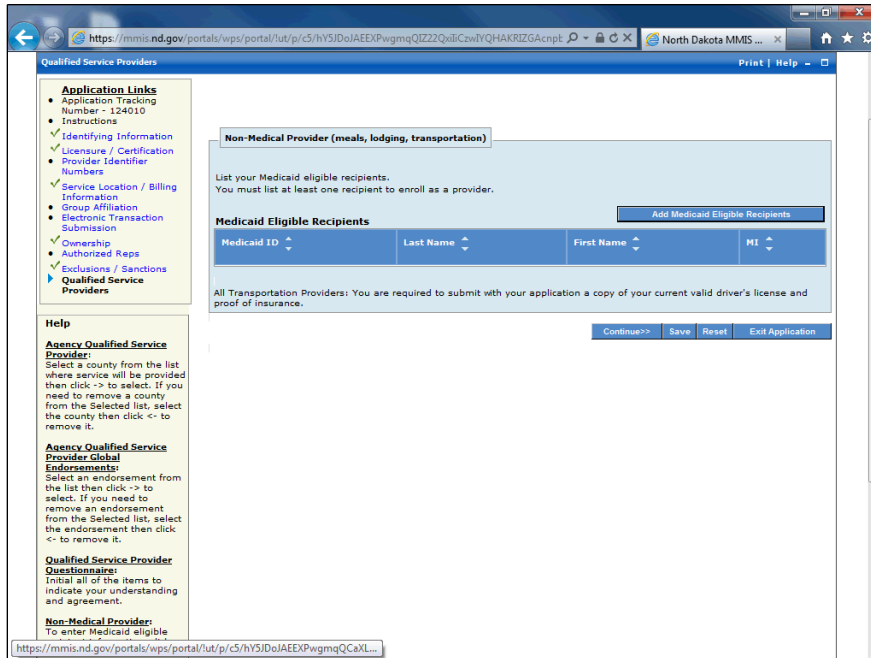 https://mmis.nd.gov/portals/wps/portal/!ut/p/c5/
North Dakota MMIS ...
Qualified Service Providers
Print | Help
Application Links
Application Tracking
Number - 124010
Instructions
Identifying Information
Licensure / Certification
Provider Identifier
Numbers
Service Location / Billing
Information
Group Affiliation
Electronic Transaction
Submission
Ownership
Authorized Reps
Exclusions / Sanctions
Qualified Service
Providers
Non-Medical Provider (meals, lodging, transportation)
List your Medicaid eligible recipients.
You must list at least one recipient to enroll as a provider.
Add Medicaid Eligible Recipients
Medicaid Eligible Recipients
Medicaid ID Last Name First Name MI
All Transportation Providers: You are required to submit with your application a copy of your current valid driver's license and
proof of insurance.
Continue>> Save Reset Exit Application
Help
Agency Qualified Service
Provider:
Select a county from the list
where service will be provided
then click -> to select. If you
need to remove a county
from the Selected list, select
the county then click <- to
remove it.
Agency Qualified Service
Provider Global
Endorsements:
Select an endorsement from
the list then click -> to
select. If you need to
remove an endorsement
from the Selected list, select
the endorsement then click
<- to remove it.
Qualified Service Provider
Questionnaire:
Initial all of the items to
indicate your understanding
and agreement.
Non-Medical Provider:
To enter Medicaid eligible
https://mmis.nd.gov/portals/wps/portal/!ut/p/c5/hY5JDoJAEEXPwgmqQCaXL...